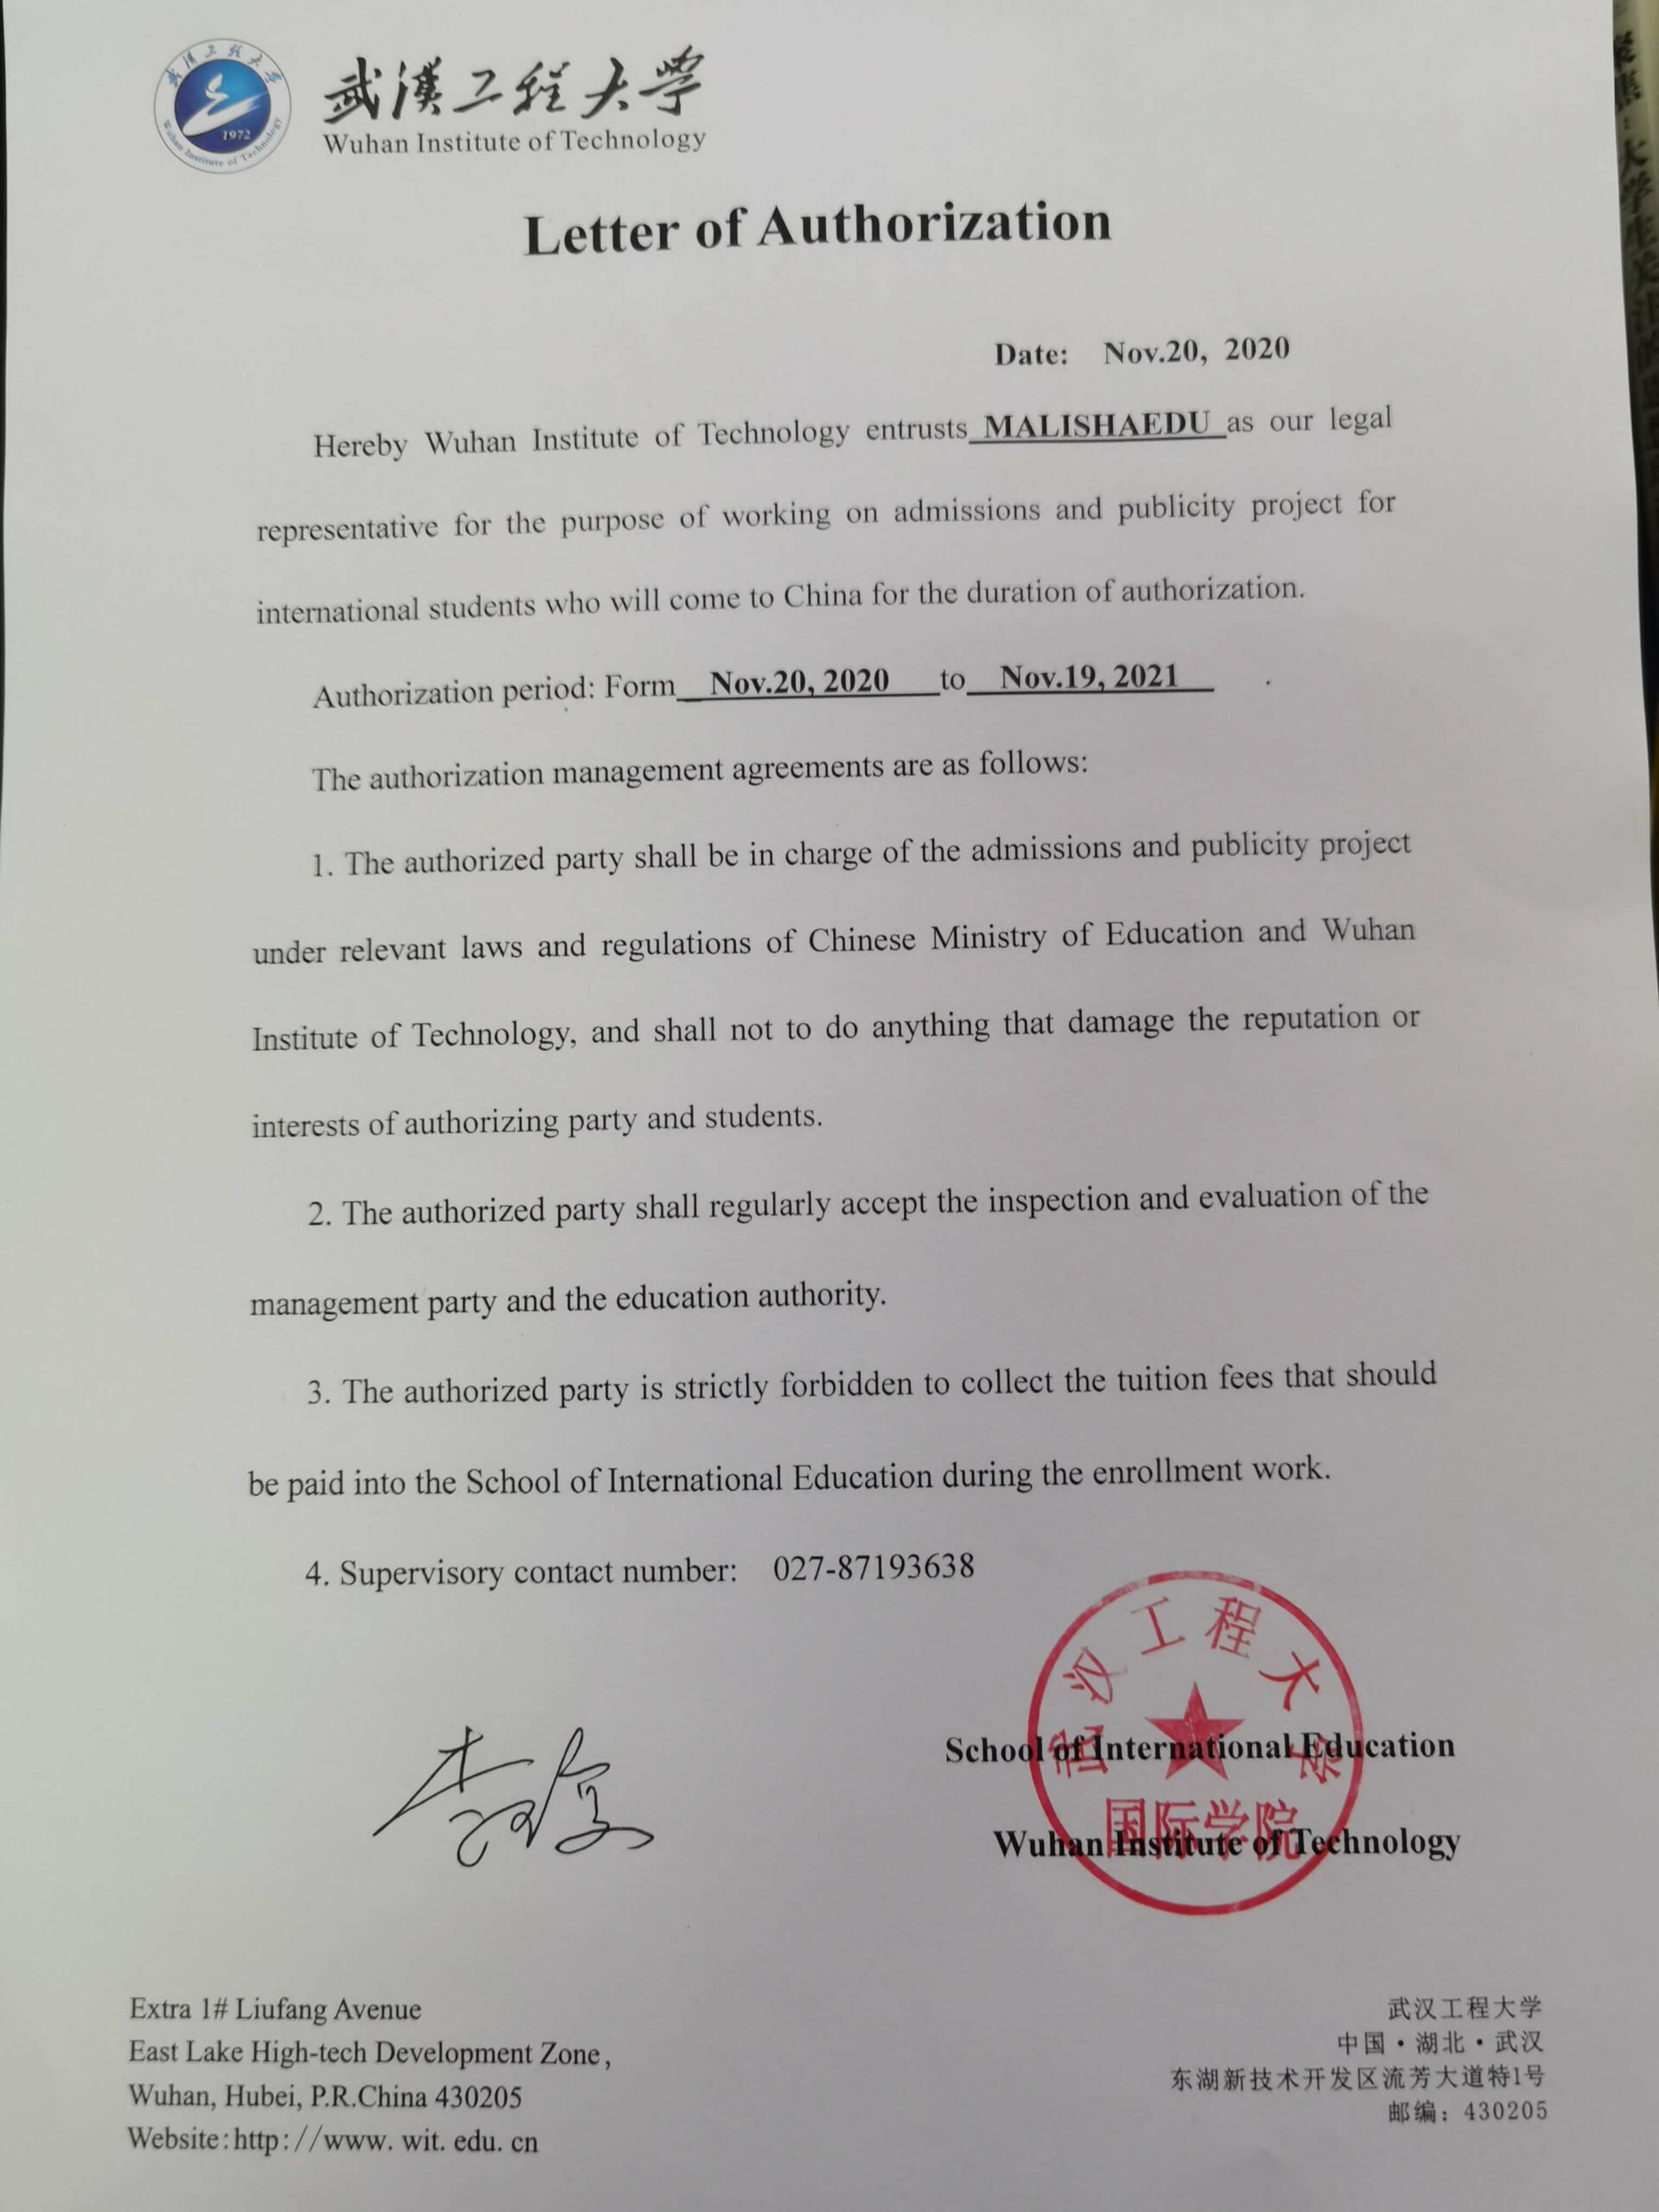 武漢工程大学
Wuhan Institute of Technology
1972
武漢工程大学
Wuhan Institute of Technology
Letter of Authorization
Date: Nov.20, 2020
Hereby Wuhan Institute of Technology entrusts MALISHAEDU as our legal
representative for the purpose of working on admissions and publicity project for
international students who will come to China for the duration of authorization.
Authorization period: Form Nov.20, 2020 to Nov.19, 2021 .
The authorization management agreements are as follows:
1. The authorized party shall be in charge of the admissions and publicity project
under relevant laws and regulations of Chinese Ministry of Education and Wuhan
Institute of Technology, and shall not to do anything that damage the reputation or
interests of authorizing party and students.
2. The authorized party shall regularly accept the inspection and evaluation of the
management party and the education authority.
3. The authorized party is strictly forbidden to collect the tuition fees that should
be paid into the School of International Education during the enrollment work.
4. Supervisory contact number: 027-87193638
武汉工程大学
School of International Education
国际学院
Wuhan Institute of Technology
Extra 1# Liufang Avenue
East Lake High-tech Development Zone,
Wuhan, Hubei, P.R.China 430205
Website:http://www.wit.edu.cn
武汉工程大学
中国·湖北·武汉
东湖新技术开发区流芳大道特1号
邮编：430205